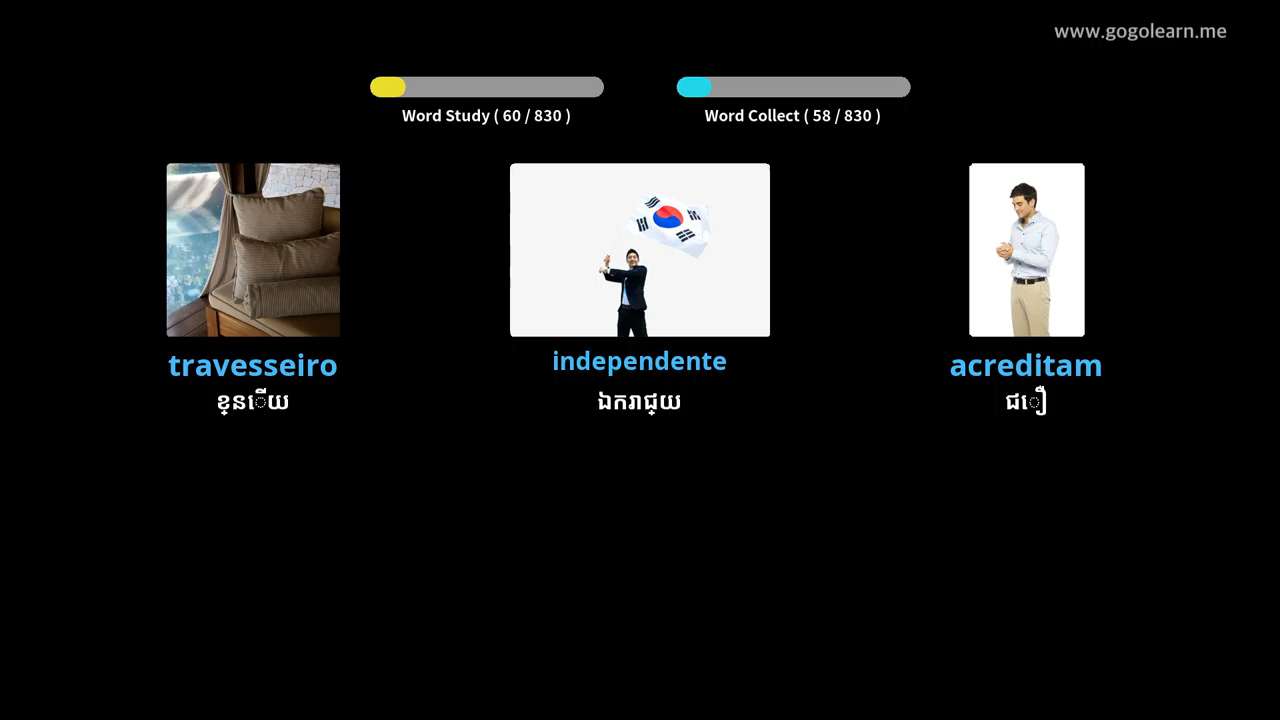 www.gogolearn.me
Word Study ( 60 / 830 )
Word Collect ( 58 / 830 )
travesseiro
independente
acreditam
ខ្នើយ
ឯករាជ្យ
ជឿ